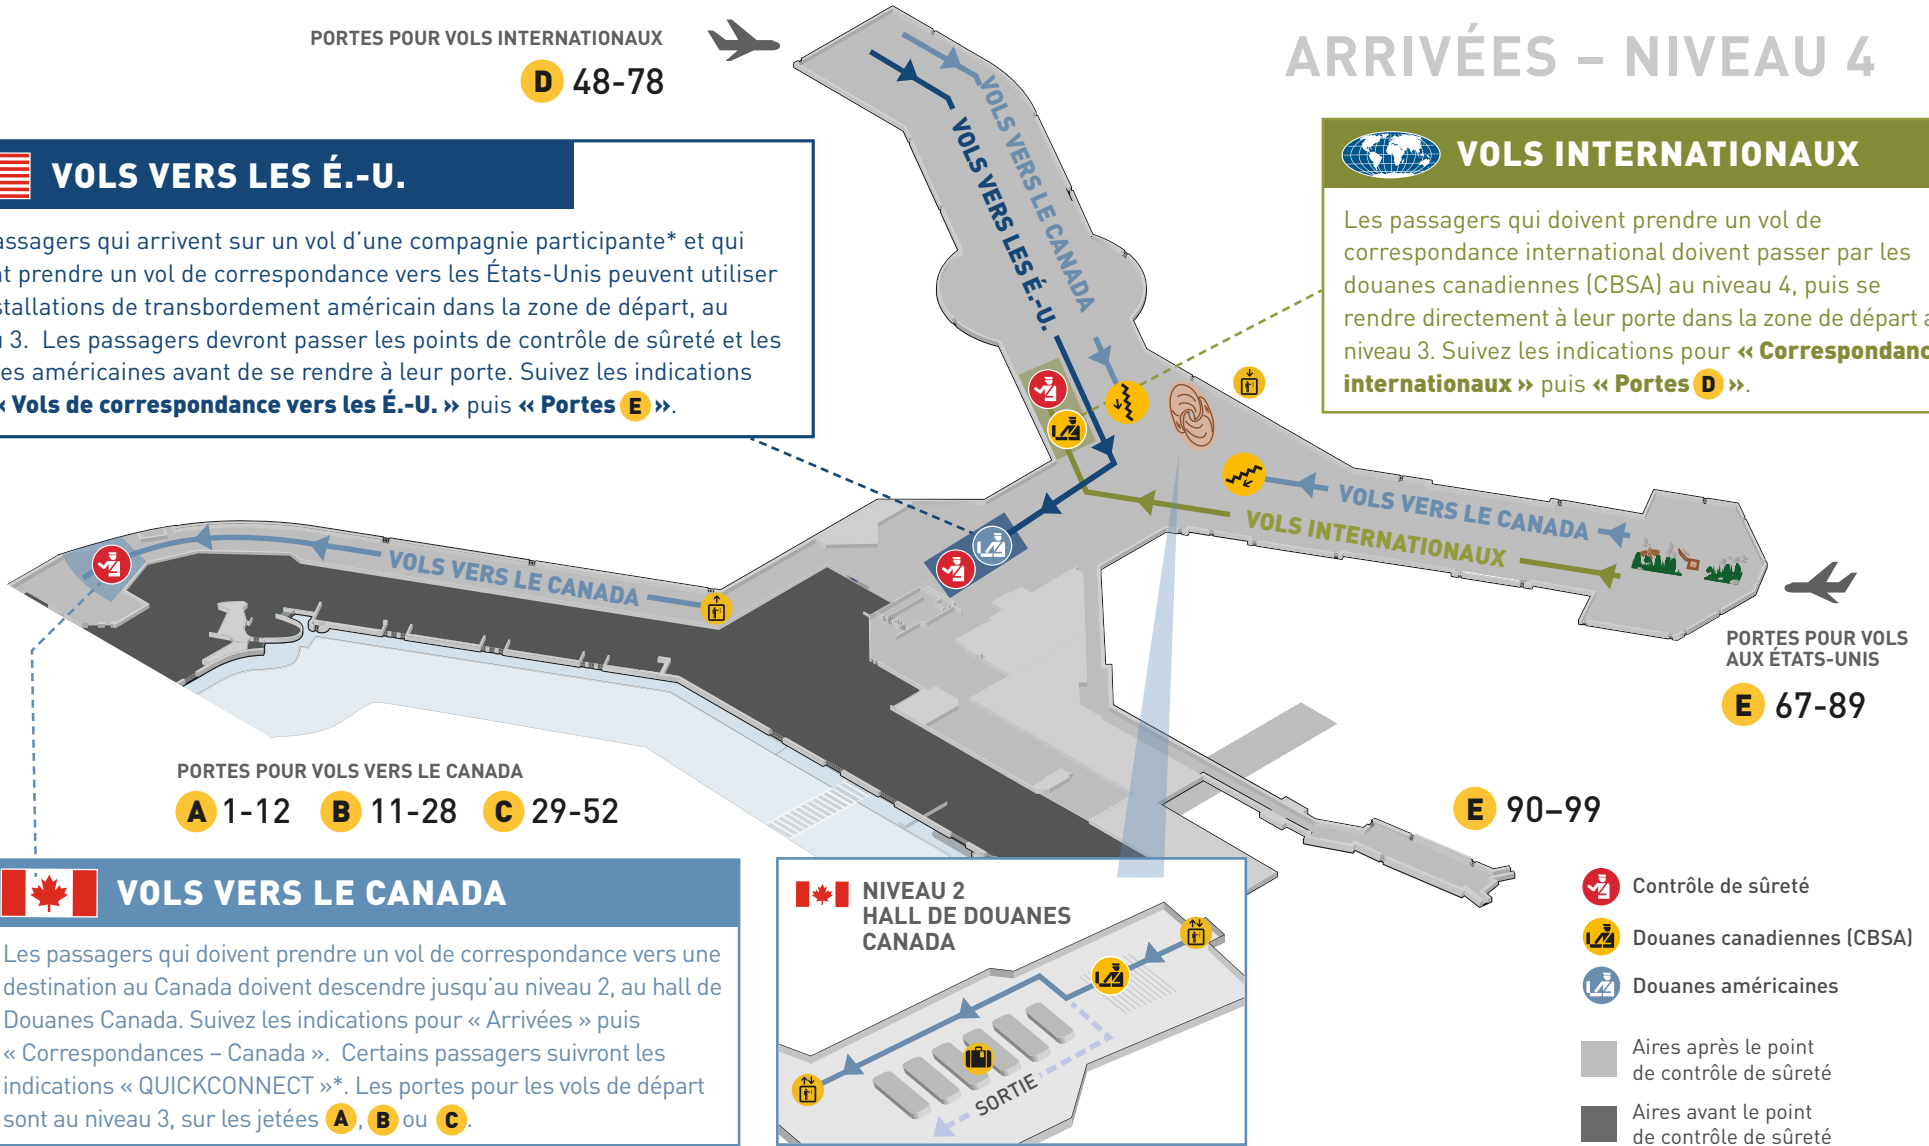 ARRIVÉES – NIVEAU 4
PORTES POUR VOLS INTERNATIONAUX
D 48-78
VOLS VERS LES É.-U.
assagers qui arrivent sur un vol d’une compagnie participante* et qui
nt prendre un vol de correspondance vers les États-Unis peuvent utiliser
stallations de transbordement américain dans la zone de départ, au
u 3. Les passagers devront passer les points de contrôle de sûreté et les
es américaines avant de se rendre à leur porte. Suivez les indications
« Vols de correspondance vers les É.-U. » puis « Portes E ».
VOLS INTERNATIONAUX
Les passagers qui doivent prendre un vol de
correspondance international doivent passer par les
douanes canadiennes (CBSA) au niveau 4, puis se
rendre directement à leur porte dans la zone de départ a
niveau 3. Suivez les indications pour « Correspondanc
internationaux » puis « Portes D ».
VOLS VERS LE CANADA
VOLS VERS LES É.-U.
VOLS VERS LE CANADA
VOLS INTERNATIONAUX
VOLS VERS LE CANADA
PORTES POUR VOLS
AUX ÉTATS-UNIS
E 67-89
PORTES POUR VOLS VERS LE CANADA
A 1-12 B 11-28 C 29-52
E 90–99
VOLS VERS LE CANADA
Les passagers qui doivent prendre un vol de correspondance vers une
destination au Canada doivent descendre jusqu’au niveau 2, au hall de
Douanes Canada. Suivez les indications pour « Arrivées » puis
« Correspondances – Canada ». Certains passagers suivront les
indications « QUICKCONNECT »*. Les portes pour les vols de départ
sont au niveau 3, sur les jetées A, B ou C.
NIVEAU 2
HALL DE DOUANES
CANADA
SORTIE
Contrôle de sûreté
Douanes canadiennes (CBSA)
Douanes américaines
Aires après le point
de contrôle de sûreté
Aires avant le point
de contrôle de sûreté